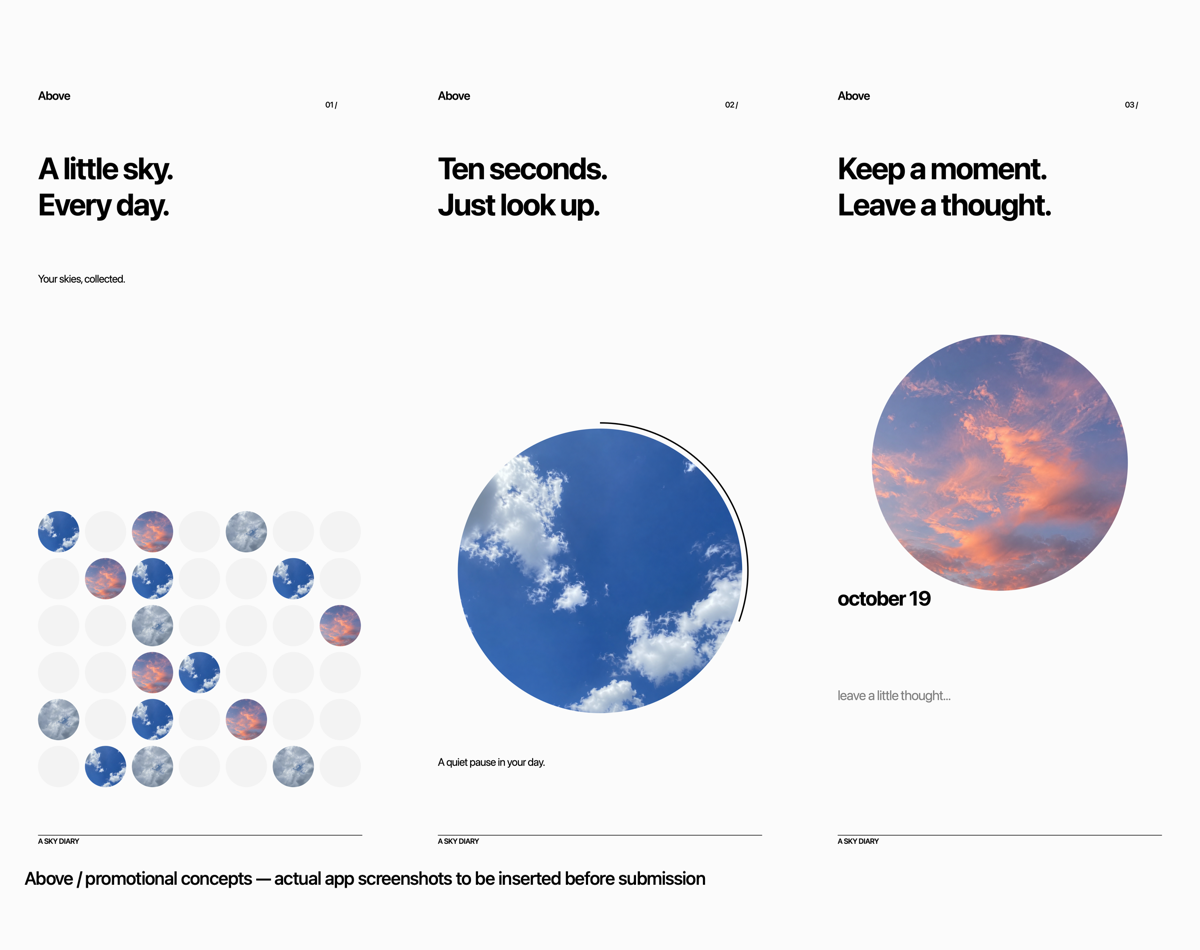 Above
01 /
A little sky.
Every day.
Your skies, collected.
A SKY DIARY
Above
02 /
Ten seconds.
Just look up.
A quiet pause in your day.
A SKY DIARY
Above
03 /
Keep a moment.
Leave a thought.
october 19
leave a little thought...
A SKY DIARY
Above / promotional concepts — actual app screenshots to be inserted before submission